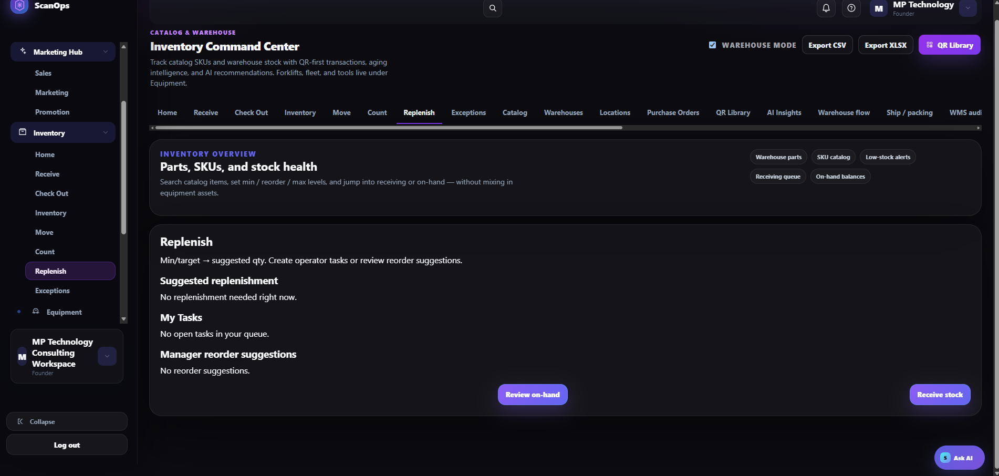 ScanOps
Marketing Hub
Sales
Marketing
Promotion
Inventory
Home
Receive
Check Out
Inventory
Move
Count
Replenish
Exceptions
Equipment
M
MP Technology
Consulting
Workspace
Founder
Collapse
Log out
M
MP Technology
Founder
CATALOG & WAREHOUSE
Inventory Command Center
Track catalog SKUs and warehouse stock with QR-first transactions, aging
intelligence, and AI recommendations. Forklifts, fleet, and tools live under
Equipment.
WAREHOUSE MODE
Export CSV
Export XLSX
QR Library
Home Receive Check Out Inventory Move Count Replenish Exceptions Catalog Warehouses Locations Purchase Orders QR Library AI Insights Warehouse flow Ship / packing WMS audi
INVENTORY OVERVIEW
Parts, SKUs, and stock health
Search catalog items, set min / reorder / max levels, and jump into receiving or on-hand — without mixing in
equipment assets.
Warehouse parts SKU catalog Low-stock alerts
Receiving queue On-hand balances
Replenish
Min/target → suggested qty. Create operator tasks or review reorder suggestions.
Suggested replenishment
No replenishment needed right now.
My Tasks
No open tasks in your queue.
Manager reorder suggestions
No reorder suggestions.
Review on-hand
Receive stock
S Ask AI